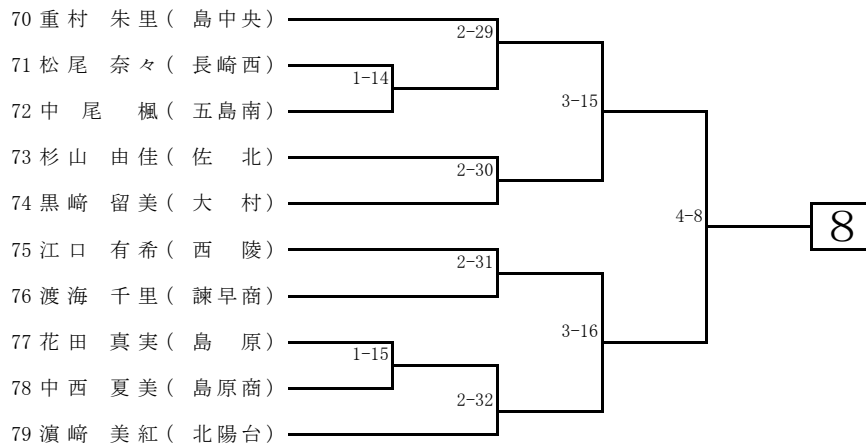 70 重村 朱里( 島中央)
2-29
71 松尾 奈々( 長崎西)
1-14
72 中尾 楓( 五島南)
3-15
73 杉山 由佳( 佐 北)
2-30
74 黒﨑 留美( 大 村)
4-8
8
75 江口 有希( 西 陵)
2-31
76 渡海 千里( 諫早商)
3-16
77 花田 真実( 島 原)
1-15
78 中西 夏美( 島原商)
2-32
79 濵﨑 美紅( 北陽台)